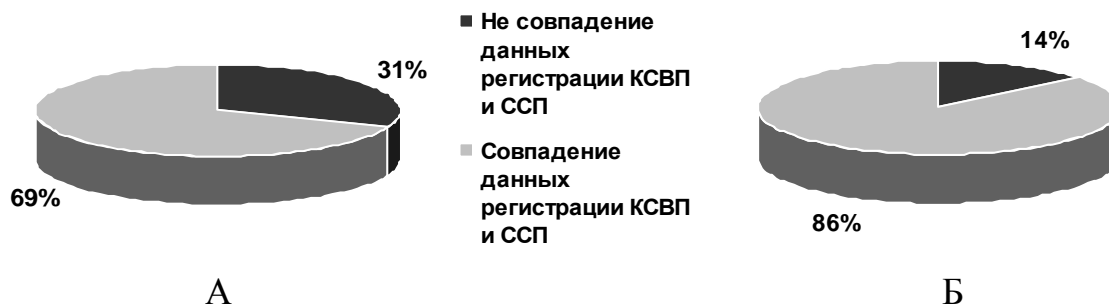 31%
69%
Не совпадение
данных
регистрации КСВП
и ССП
Совпадение
данных
регистрации КСВП
и ССП
14%
86%
А
Б